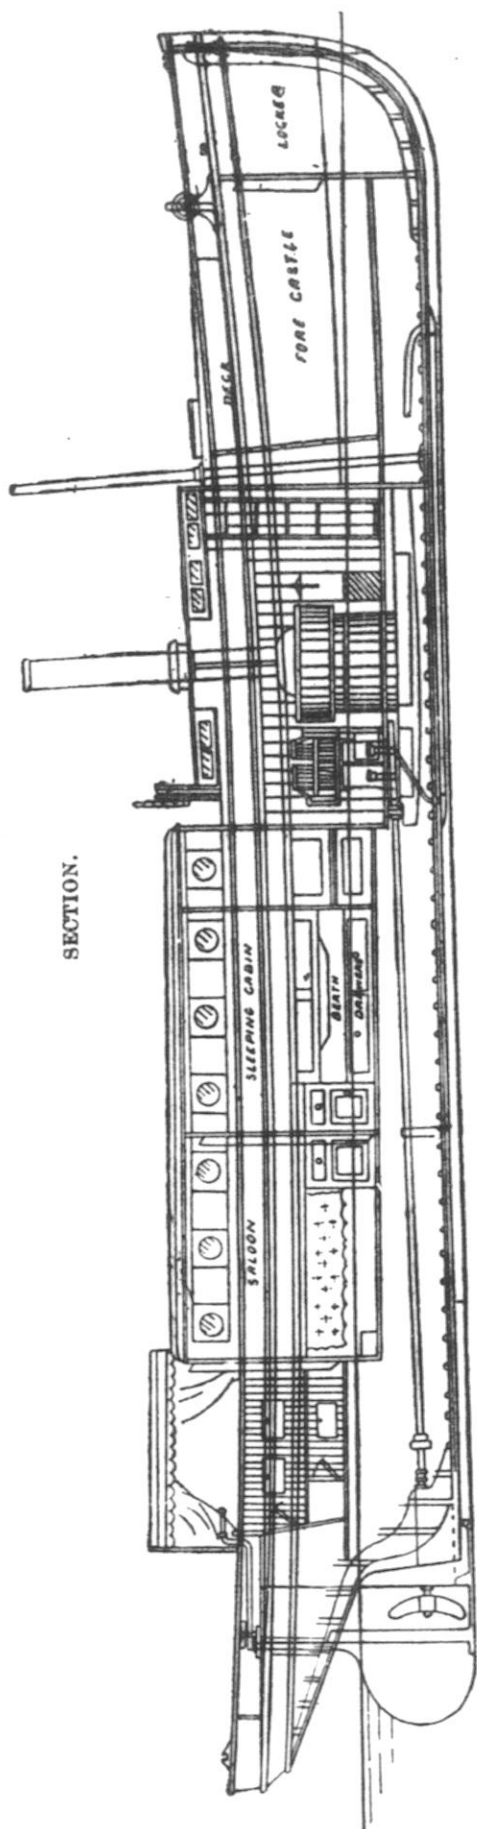 SECTION.
SALOON
SLEEPING CABIN
BERTH
DRAWERS
DECK
FORE CASTLE
LOCKER